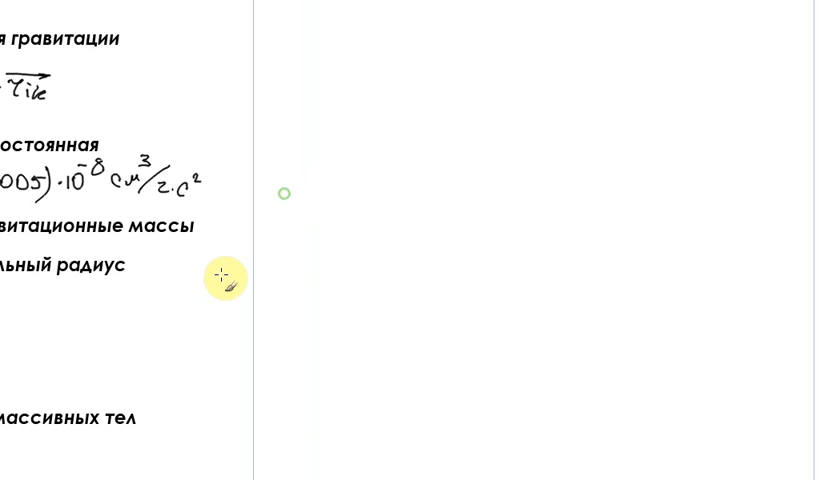 я гравитации
rik
остоянная
005)·10⁻⁸ см³/г·с²
витационные массы
льный радиус
массивных тел